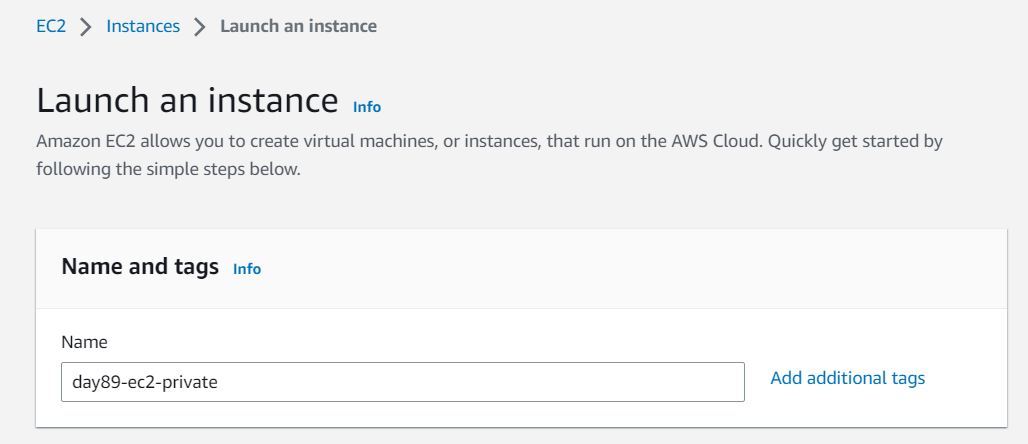 EC2 > Instances > Launch an instance
Launch an instance Info
Amazon EC2 allows you to create virtual machines, or instances, that run on the AWS Cloud. Quickly get started by
following the simple steps below.
Name and tags Info
Name
day89-ec2-private Add additional tags